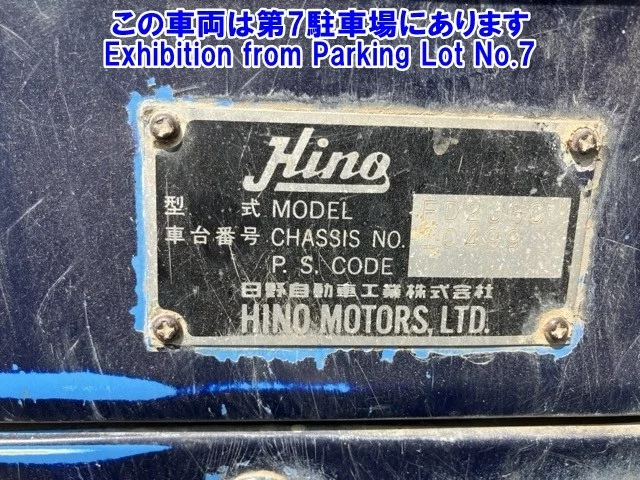 この車両は第7駐車場にあります
Exhibition from Parking Lot No.7
Hino
型 式 MODEL
車台番号 CHASSIS NO.
P. S. CODE
日野自動車工業株式会社
HINO MOTORS, LTD.